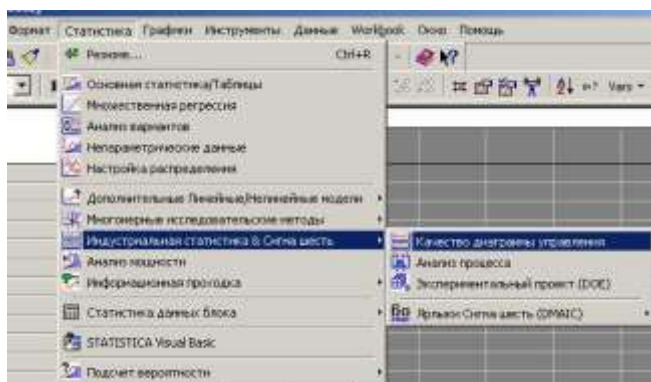 Формат Статистика Графики Инструменты Данные Workbook Окно Помощь
Резюме... Ctrl+R
Основная статистика/Таблицы
Vars
Множественная регрессия
Анализ вариантов
Непараметрические данные
Настройка распределения
Дополнительные Линейные/Нелинейные модели
Многомерные исследовательские методы
Индустриальная статистика & Сигма шесть
Качество диаграммы управления
Анализ мощности
Анализ процесса
Информационная проходка
Экспериментальный проект (DOE)
Статистика данных блока
Ярлыки Сигма шесть (DMAIC)
STATISTICA Visual Basic
Подсчет вероятности